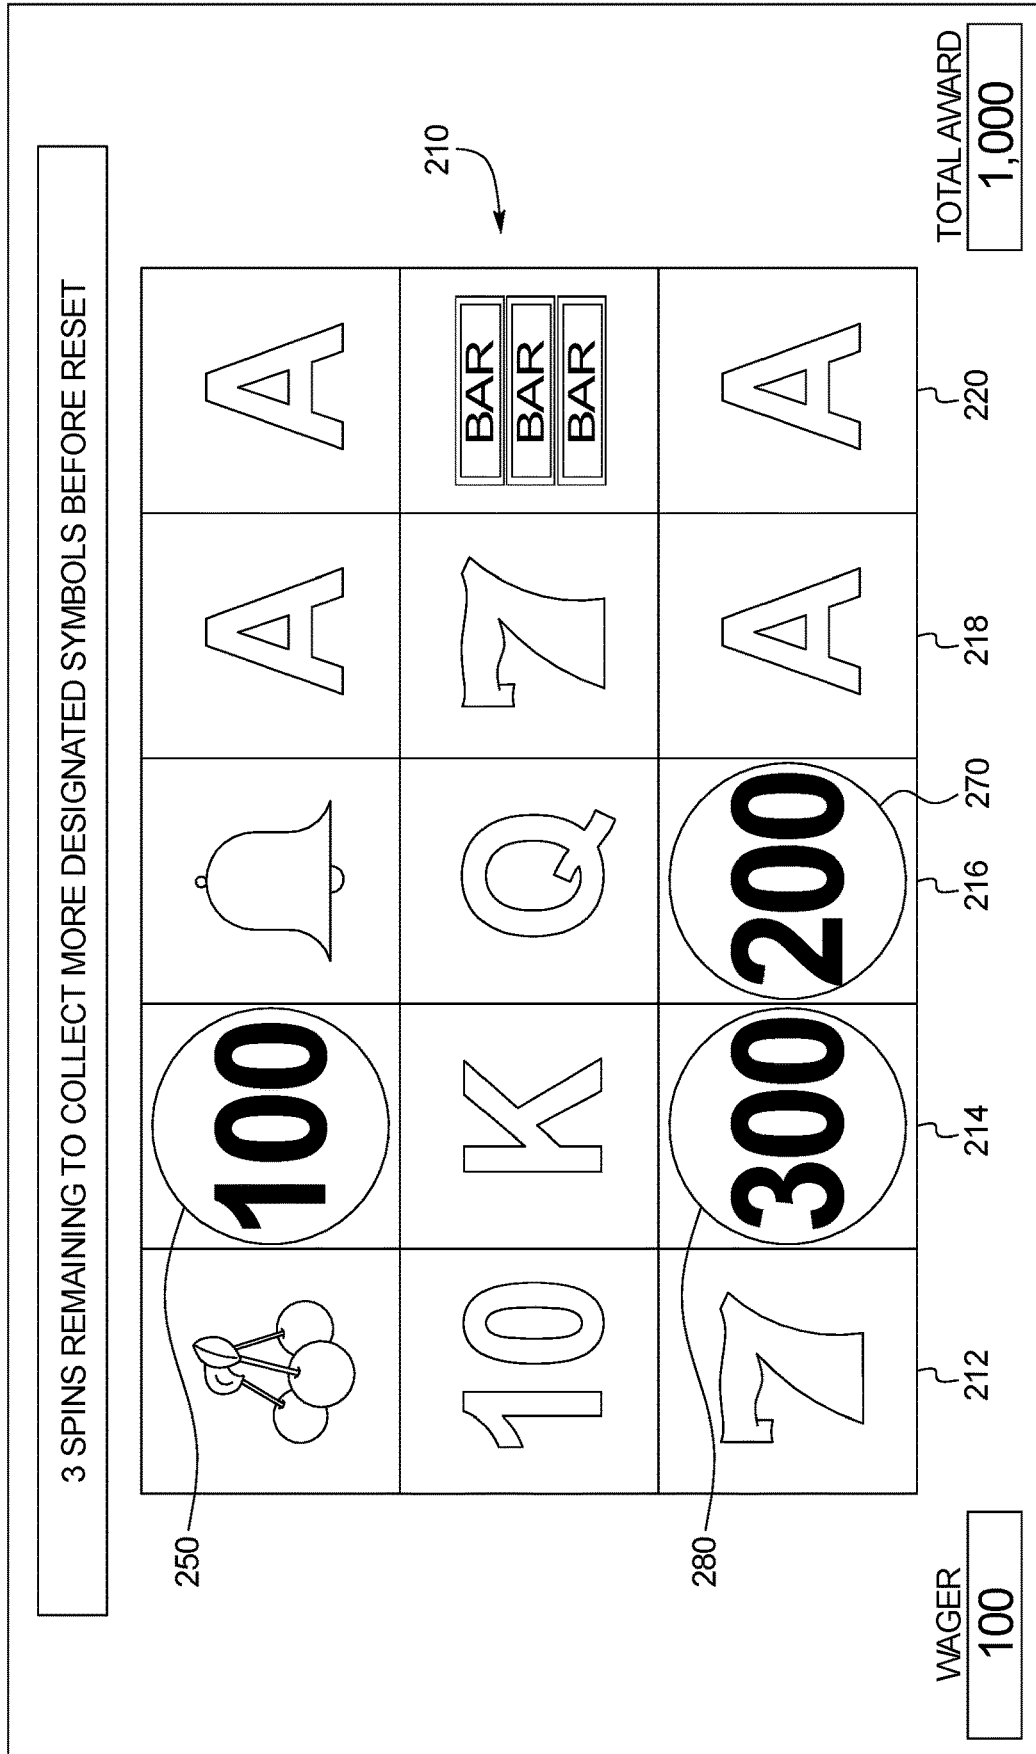 3 SPINS REMAINING TO COLLECT MORE DESIGNATED SYMBOLS BEFORE RESET
250
100
A
A
210
10
K
Q
7
BAR
BAR
BAR
280
7
300
200
A
A
212
214
216
270
218
220
WAGER
100
TOTAL AWARD
1,000